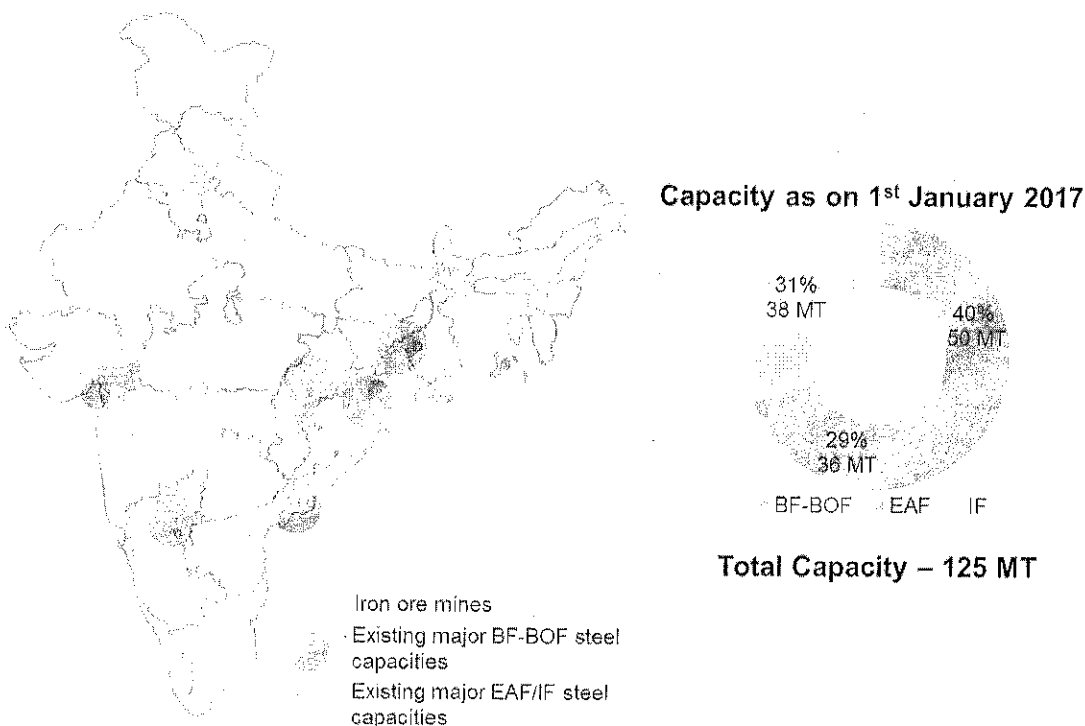 Capacity as on 1st January 2017
31%
38 MT
40%
50 MT
29%
36 MT
BF-BOF EAF IF
Total Capacity – 125 MT
Iron ore mines
Existing major BF-BOF steel
capacities
Existing major EAF/IF steel
capacities